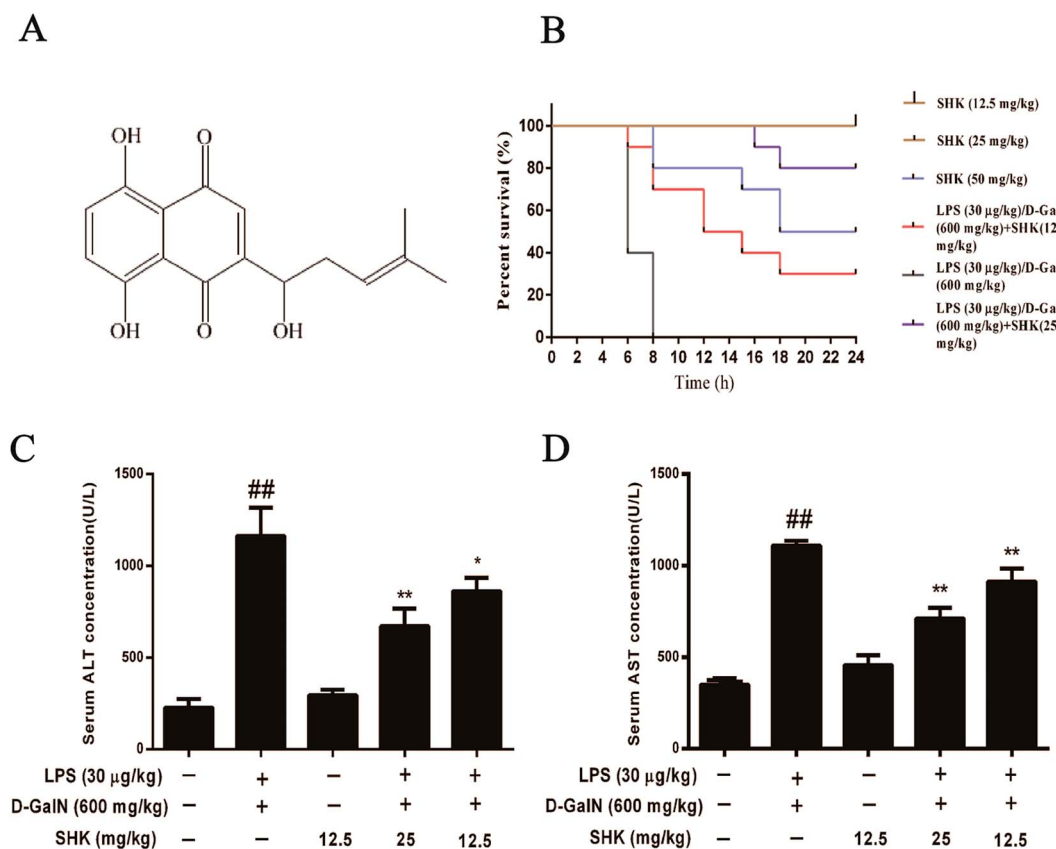 A
B
OH
O
OH
O
OH
Percent survival (%)
100
80
60
40
20
0
0 2 4 6 8 10 12 14 16 18 20 22 24
Time (h)
SHK (12.5 mg/kg)
SHK (25 mg/kg)
SHK (50 mg/kg)
LPS (30 μg/kg)/D-Ga
(600 mg/kg)+SHK(12
mg/kg)
LPS (30 μg/kg)/D-Ga
(600 mg/kg)
LPS (30 μg/kg)/D-Ga
(600 mg/kg)+SHK(25
mg/kg)
C
Serum ALT concentration(U/L)
1500
1000
500
0
##
**
*
LPS (30 μg/kg) – + – + +
D-GalN (600 mg/kg) – + – + +
SHK (mg/kg) – – 12.5 25 12.5
D
Serum AST concentration(U/L)
1500
1000
500
0
##
**
**
LPS (30 μg/kg) – + – + +
D-GalN (600 mg/kg) – + – + +
SHK (mg/kg) – – 12.5 25 12.5